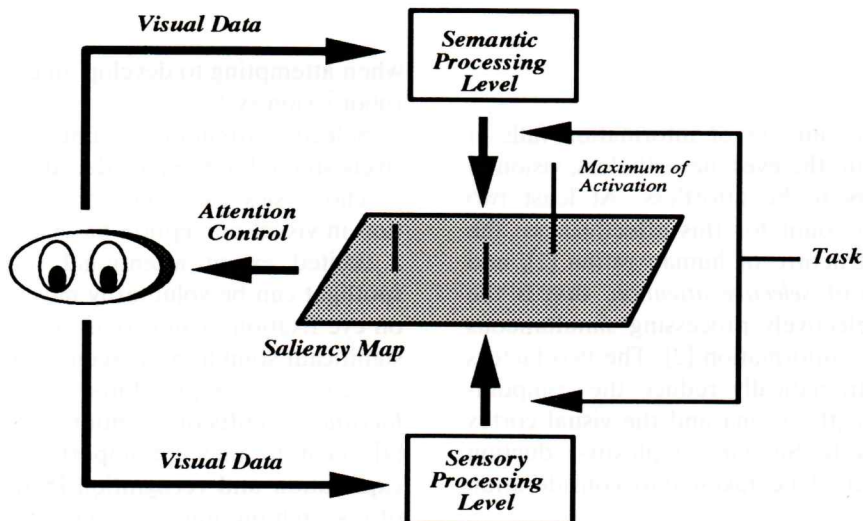 Visual Data
Semantic
Processing
Level
Maximum of
Activation
Attention
Control
Task
Saliency Map
Visual Data
Sensory
Processing
Level